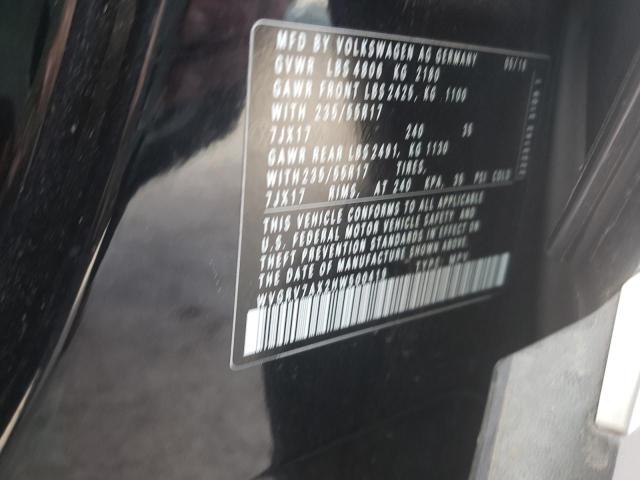 MFD BY VOLKSWAGEN AG GERMANY 05/16
GVWR LBS 4806 KG 2180
GAWR FRONT LBS 2425, KG 1100
WITH 235/55R17
7JX17 240 35
GAWR REAR LBS 2491, KG 1130
WITH 235/55R17 TIRES,
7JX17 RIMS, AT 240 KPA, 35 PSI COLD
THIS VEHICLE CONFORMS TO ALL APPLICABLE
U.S. FEDERAL MOTOR VEHICLE SAFETY AND
THEFT PREVENTION STANDARDS IN EFFECT ON
THE DATE OF MANUFACTURE SHOWN ABOVE.
TYPE: MPV